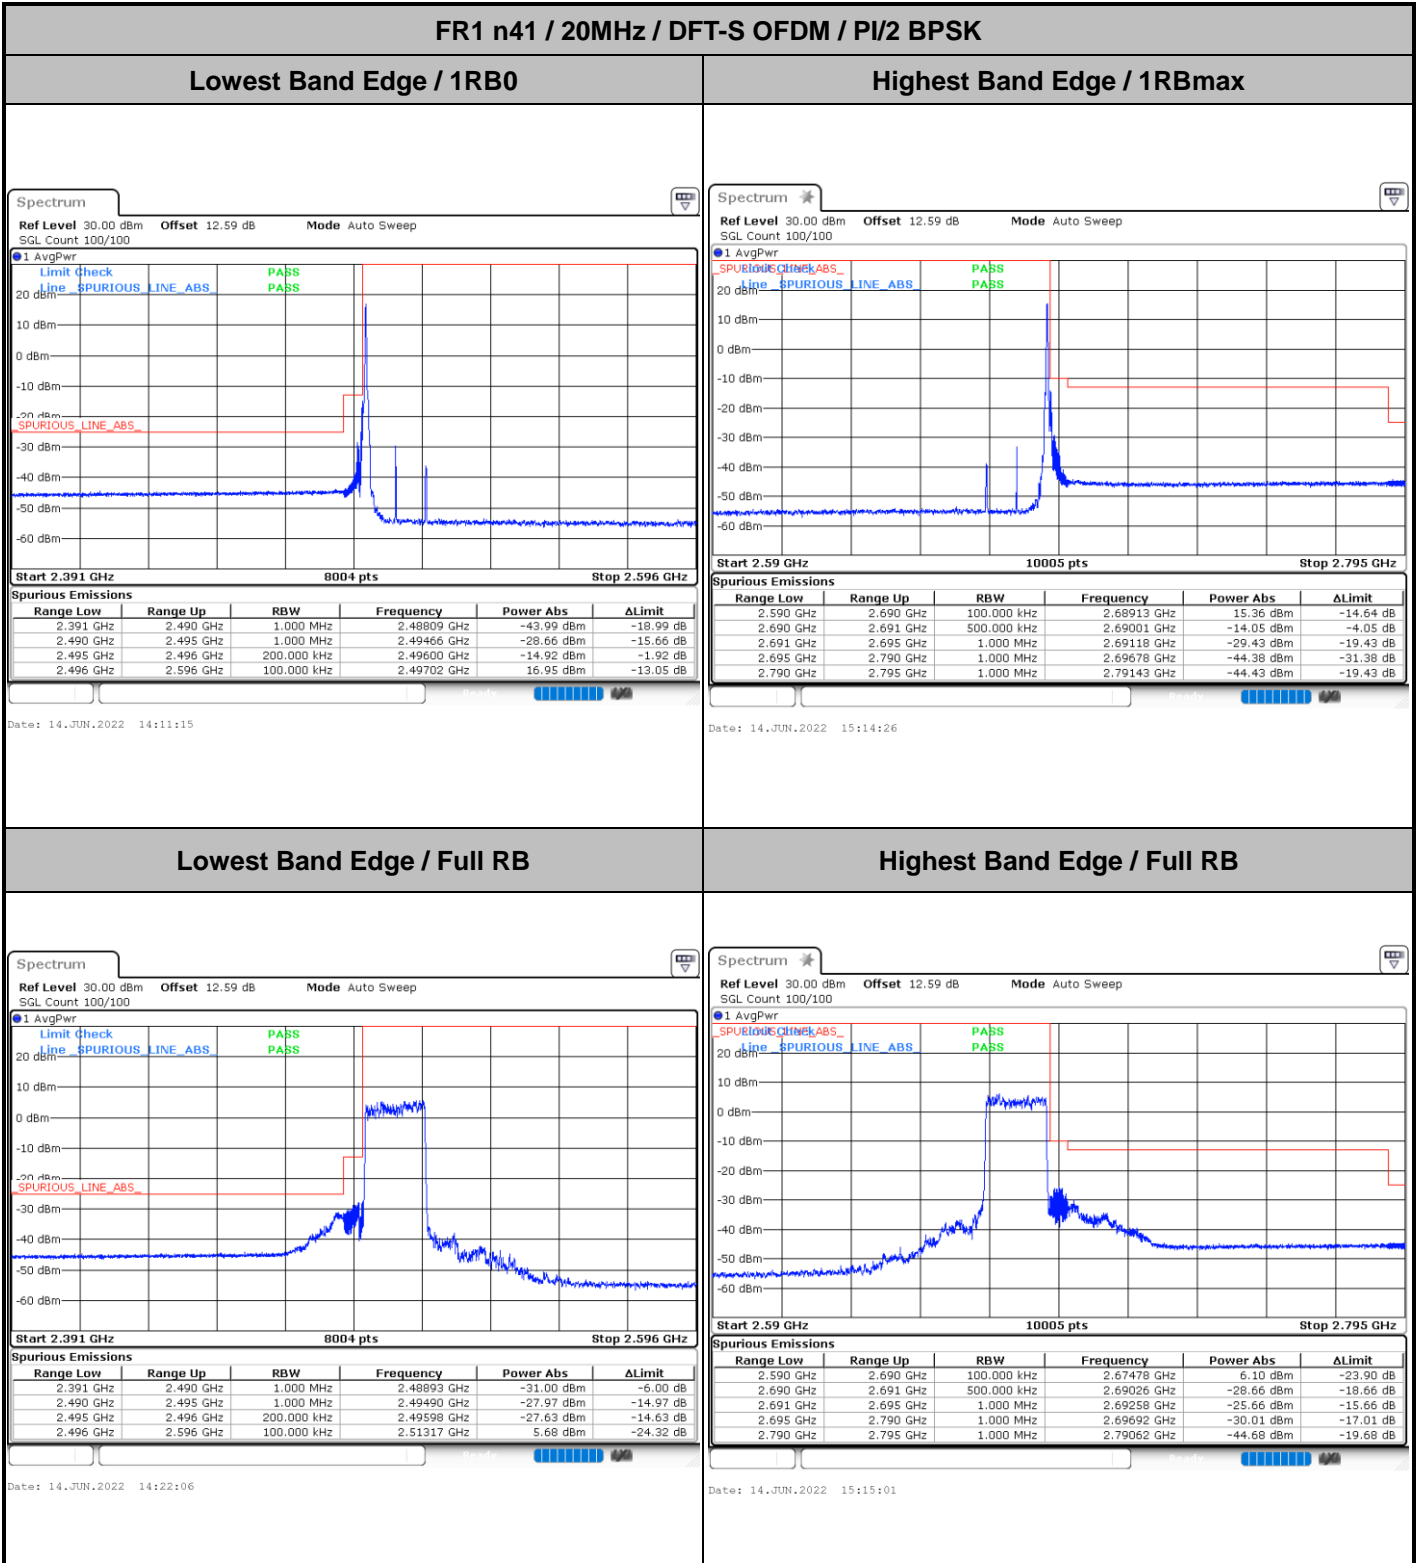 FR1 n41 / 20MHz / DFT-S OFDM / PI/2 BPSK
Lowest Band Edge / 1RB0
Highest Band Edge / 1RBmax
Spectrum
Ref Level 30.00 dBm Offset 12.59 dB Mode Auto Sweep
SGL Count 100/100
1 AvgPwr
Limit Check PASS
Line _SPURIOUS_LINE_ABS_ PASS
20 dBm
10 dBm
0 dBm
-10 dBm
-20 dBm
_SPURIOUS_LINE_ABS_
-30 dBm
-40 dBm
-50 dBm
-60 dBm
Start 2.391 GHz 8004 pts Stop 2.596 GHz
Spurious Emissions
Range Low Range Up RBW Frequency Power Abs ΔLimit
2.391 GHz 2.490 GHz 1.000 MHz 2.48809 GHz -43.99 dBm -18.99 dB
2.490 GHz 2.495 GHz 1.000 MHz 2.49466 GHz -28.66 dBm -15.66 dB
2.495 GHz 2.496 GHz 200.000 kHz 2.49600 GHz -14.92 dBm -1.92 dB
2.496 GHz 2.596 GHz 100.000 kHz 2.49702 GHz 16.95 dBm -13.05 dB
Ready
Date: 14.JUN.2022 14:11:15
Spectrum
Ref Level 30.00 dBm Offset 12.59 dB Mode Auto Sweep
SGL Count 100/100
1 AvgPwr
_SPURIOUS_LINE_ABS_
Limit Check PASS
Line _SPURIOUS_LINE_ABS_ PASS
20 dBm
10 dBm
0 dBm
-10 dBm
-20 dBm
-30 dBm
-40 dBm
-50 dBm
-60 dBm
Start 2.59 GHz 10005 pts Stop 2.795 GHz
Spurious Emissions
Range Low Range Up RBW Frequency Power Abs ΔLimit
2.590 GHz 2.690 GHz 100.000 kHz 2.68913 GHz 15.36 dBm -14.64 dB
2.690 GHz 2.691 GHz 500.000 kHz 2.69001 GHz -14.05 dBm -4.05 dB
2.691 GHz 2.695 GHz 1.000 MHz 2.69118 GHz -29.43 dBm -19.43 dB
2.695 GHz 2.790 GHz 1.000 MHz 2.69678 GHz -44.38 dBm -31.38 dB
2.790 GHz 2.795 GHz 1.000 MHz 2.79143 GHz -44.43 dBm -19.43 dB
Ready
Date: 14.JUN.2022 15:14:26
Lowest Band Edge / Full RB
Highest Band Edge / Full RB
Spectrum
Ref Level 30.00 dBm Offset 12.59 dB Mode Auto Sweep
SGL Count 100/100
1 AvgPwr
Limit Check PASS
Line _SPURIOUS_LINE_ABS_ PASS
20 dBm
10 dBm
0 dBm
-10 dBm
-20 dBm
_SPURIOUS_LINE_ABS_
-30 dBm
-40 dBm
-50 dBm
-60 dBm
Start 2.391 GHz 8004 pts Stop 2.596 GHz
Spurious Emissions
Range Low Range Up RBW Frequency Power Abs ΔLimit
2.391 GHz 2.490 GHz 1.000 MHz 2.48893 GHz -31.00 dBm -6.00 dB
2.490 GHz 2.495 GHz 1.000 MHz 2.49490 GHz -27.97 dBm -14.97 dB
2.495 GHz 2.496 GHz 200.000 kHz 2.49598 GHz -27.63 dBm -14.63 dB
2.496 GHz 2.596 GHz 100.000 kHz 2.51317 GHz 5.68 dBm -24.32 dB
Ready
Date: 14.JUN.2022 14:22:06
Spectrum
Ref Level 30.00 dBm Offset 12.59 dB Mode Auto Sweep
SGL Count 100/100
1 AvgPwr
_SPURIOUS_LINE_ABS_
Limit Check PASS
Line _SPURIOUS_LINE_ABS_ PASS
20 dBm
10 dBm
0 dBm
-10 dBm
-20 dBm
-30 dBm
-40 dBm
-50 dBm
-60 dBm
Start 2.59 GHz 10005 pts Stop 2.795 GHz
Spurious Emissions
Range Low Range Up RBW Frequency Power Abs ΔLimit
2.590 GHz 2.690 GHz 100.000 kHz 2.67478 GHz 6.10 dBm -23.90 dB
2.690 GHz 2.691 GHz 500.000 kHz 2.69026 GHz -28.66 dBm -18.66 dB
2.691 GHz 2.695 GHz 1.000 MHz 2.69258 GHz -25.66 dBm -15.66 dB
2.695 GHz 2.790 GHz 1.000 MHz 2.69692 GHz -30.01 dBm -17.01 dB
2.790 GHz 2.795 GHz 1.000 MHz 2.79062 GHz -44.68 dBm -19.68 dB
Ready
Date: 14.JUN.2022 15:15:01